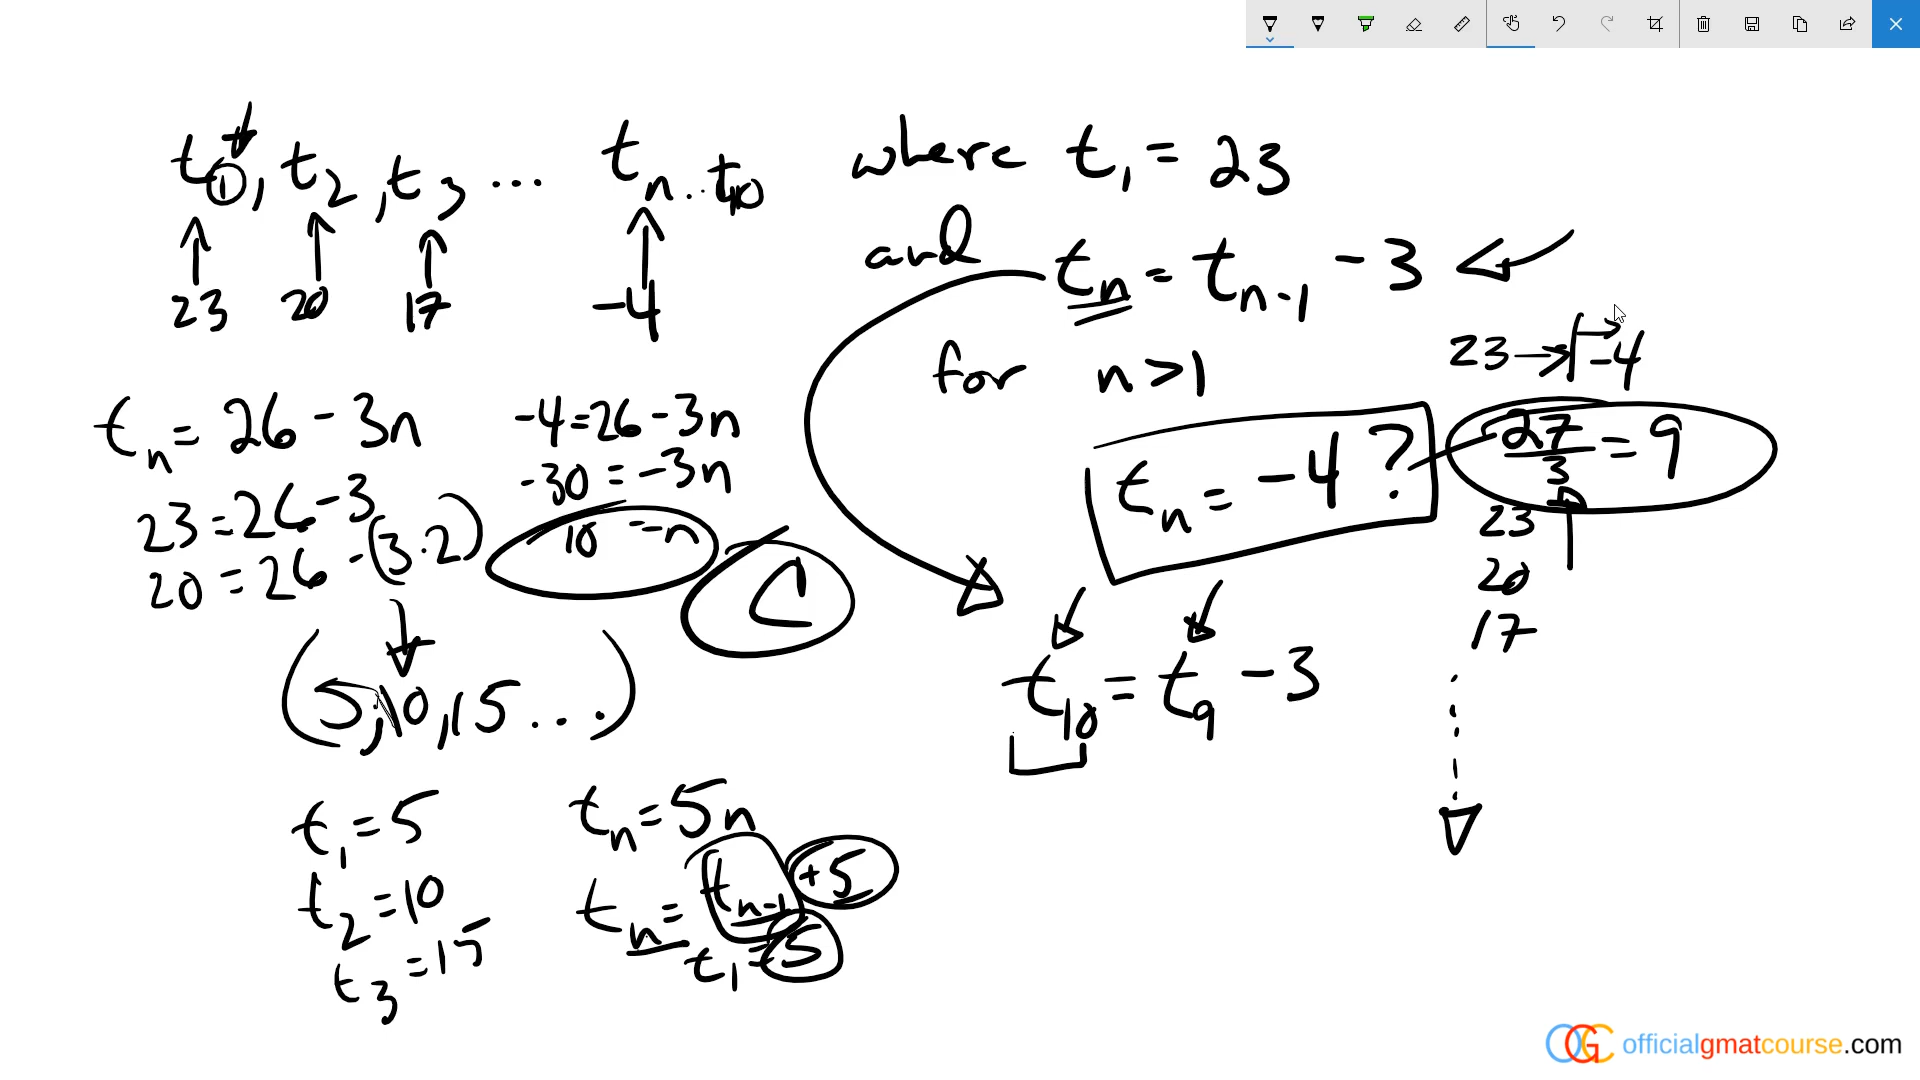 t₁, t₂, t₃ ... tₙ ... t₁₀
23 20 17 -4
where t₁ = 23
and tₙ = tₙ₋₁ - 3
for n > 1
23 → | -4
tₙ = -4 ?
27/3 = 9
23
20
17
tₙ = 26 - 3n
23 = 26 - 3
20 = 26 - (3·2)
-4 = 26 - 3n
-30 = -3n
10 = n
C
t₁₀ = t₉ - 3
(5, 10, 15 ...)
t₁ = 5
t₂ = 10
t₃ = 15
tₙ = 5n
tₙ = tₙ₋₁ + 5
t₁ = 5
OGC officialgmatcourse.com